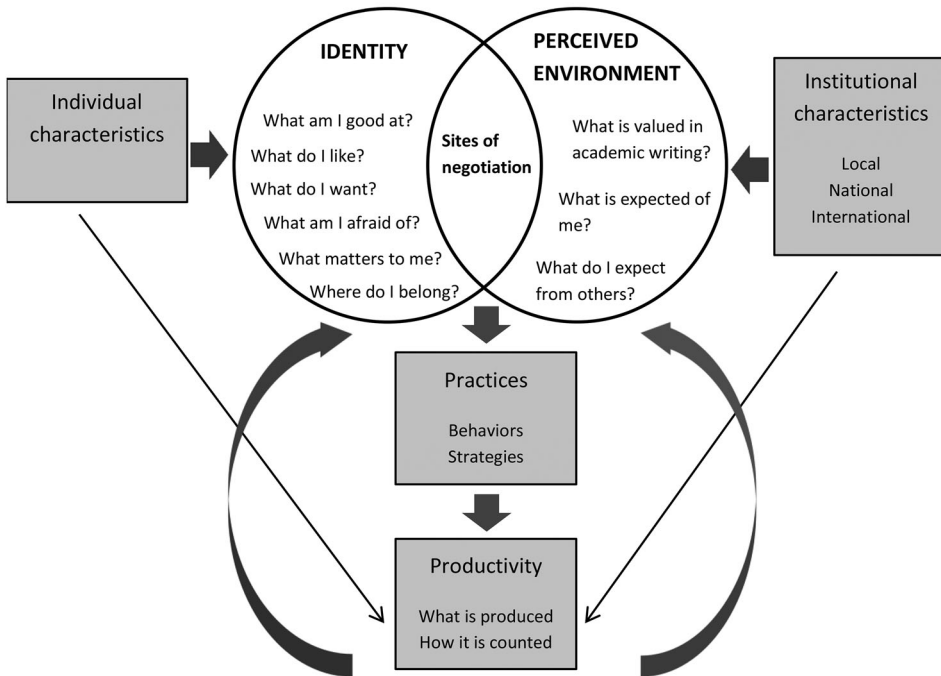 Individual
characteristics
IDENTITY
What am I good at?
What do I like?
What do I want?
What am I afraid of?
What matters to me?
Where do I belong?
Sites of
negotiation
PERCEIVED
ENVIRONMENT
What is valued in
academic writing?
What is expected of
me?
What do I expect
from others?
Institutional
characteristics
Local
National
International
Practices
Behaviors
Strategies
Productivity
What is produced
How it is counted